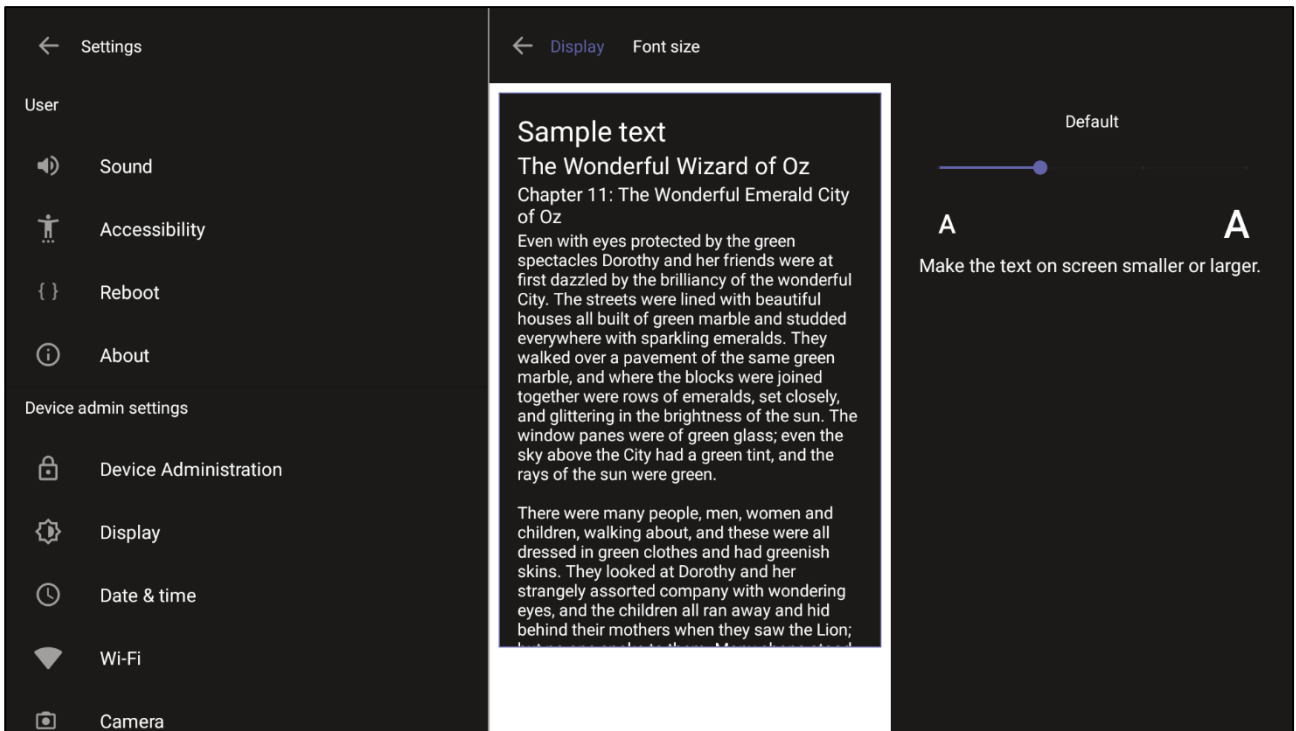 Settings
User
Sound
Accessibility
Reboot
About
Device admin settings
Device Administration
Display
Date & time
Wi-Fi
Camera
Display Font size
Sample text
The Wonderful Wizard of Oz
Chapter 11: The Wonderful Emerald City
of Oz
Even with eyes protected by the green
spectacles Dorothy and her friends were at
first dazzled by the brilliancy of the wonderful
City. The streets were lined with beautiful
houses all built of green marble and studded
everywhere with sparkling emeralds. They
walked over a pavement of the same green
marble, and where the blocks were joined
together were rows of emeralds, set closely,
and glittering in the brightness of the sun. The
window panes were of green glass; even the
sky above the City had a green tint, and the
rays of the sun were green.
There were many people, men, women and
children, walking about, and these were all
dressed in green clothes and had greenish
skins. They looked at Dorothy and her
strangely assorted company with wondering
eyes, and the children all ran away and hid
behind their mothers when they saw the Lion;
Default
A A
Make the text on screen smaller or larger.